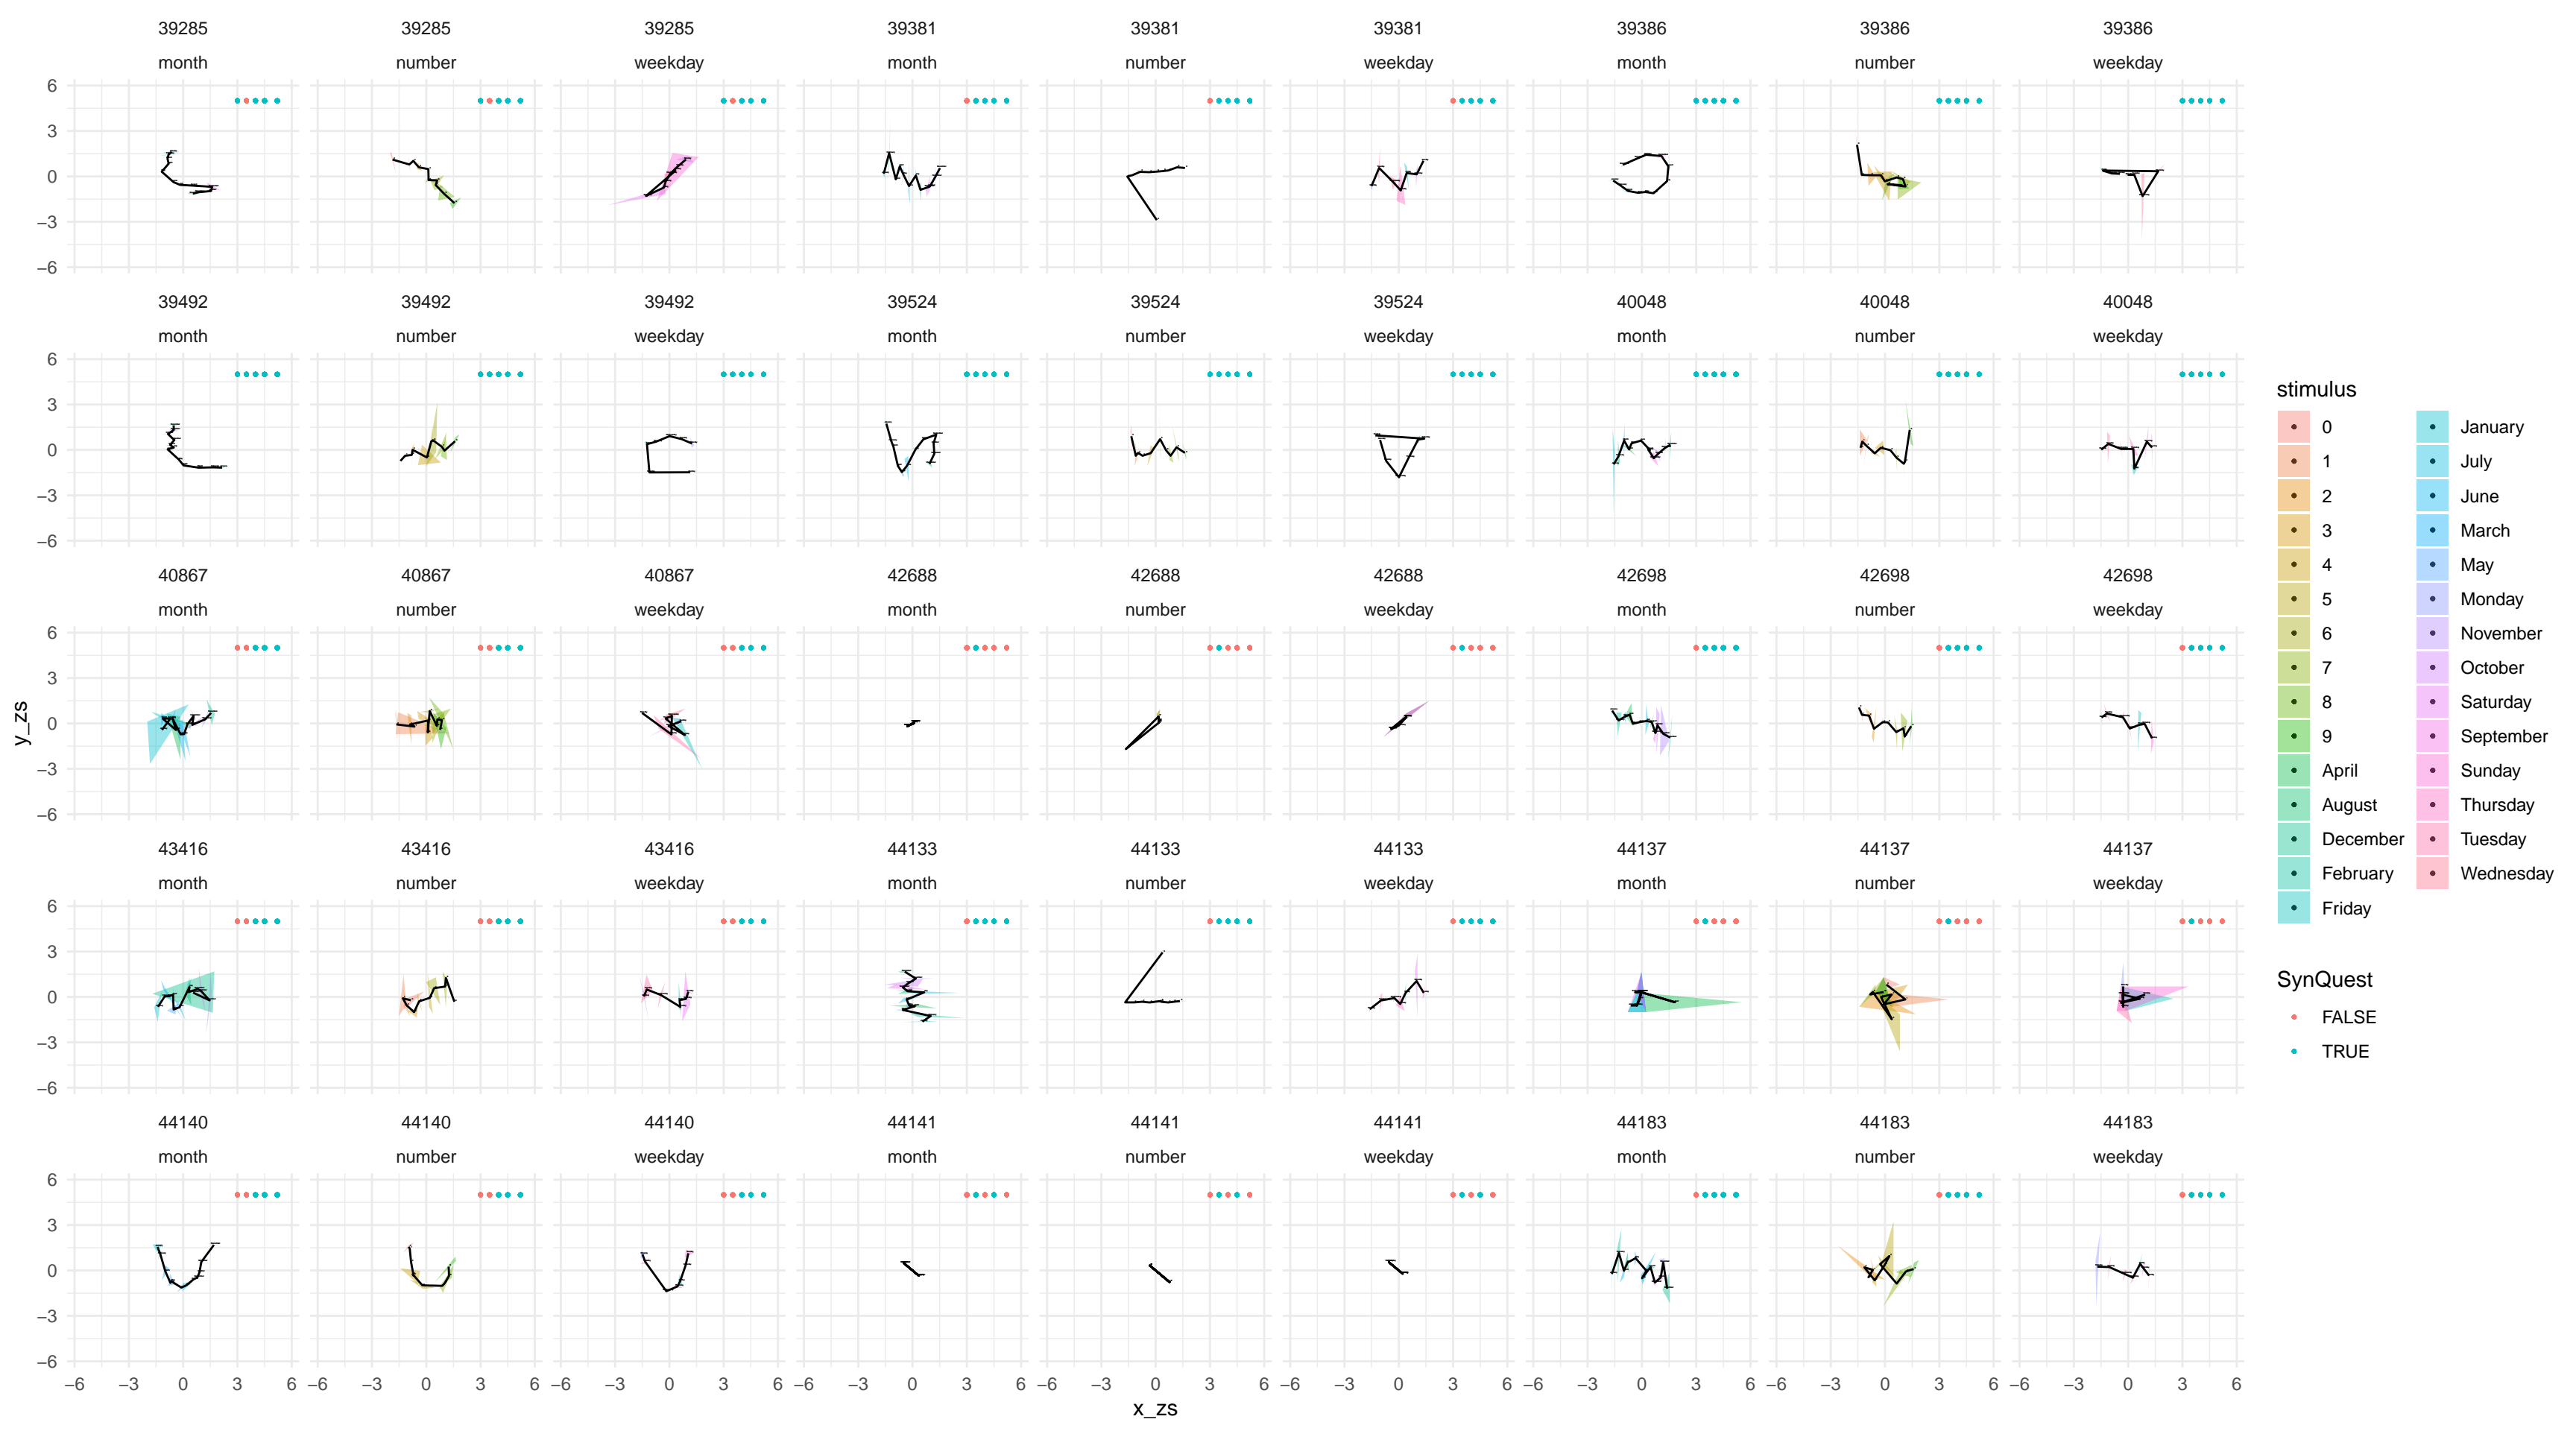 39285 39285 39285 39381 39381 39381 39386 39386 39386
month number weekday month number weekday month number weekday
6
3
0
−3
−6
39492 39492 39492 39524 39524 39524 40048 40048 40048
month number weekday month number weekday month number weekday
6
3
0
−3
−6
40867 40867 40867 42688 42688 42688 42698 42698 42698
month number weekday month number weekday month number weekday
6
3
0
−3
−6
43416 43416 43416 44133 44133 44133 44137 44137 44137
month number weekday month number weekday month number weekday
6
3
0
−3
−6
44140 44140 44140 44141 44141 44141 44183 44183 44183
month number weekday month number weekday month number weekday
6
3
0
−3
−6
−6 −3 0 3 6 −6 −3 0 3 6 −6 −3 0 3 6 −6 −3 0 3 6 −6 −3 0 3 6 −6 −3 0 3 6 −6 −3 0 3 6 −6 −3 0 3 6 −6 −3 0 3 6
x_zs
y_zs
stimulus
0
1
2
3
4
5
6
7
8
9
April
August
December
February
Friday
January
July
June
March
May
Monday
November
October
Saturday
September
Sunday
Thursday
Tuesday
Wednesday
SynQuest
FALSE
TRUE